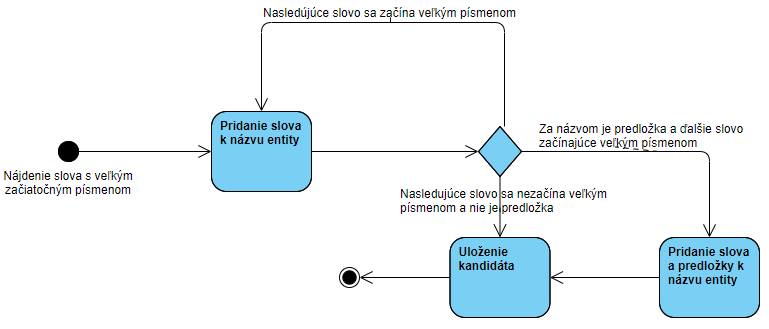 Nasledújúce slovo sa začína veľkým písmenom
Pridanie slova
k názvu entity
Za názvom je predložka a ďalšie slovo
začínajúce veľkým písmenom
Nájdenie slova s veľkým
začiatočným písmenom
Nasledujúce slovo sa nezačína veľkým
písmenom a nie je predložka
Uloženie
kandidáta
Pridanie slova
a predložky k
názvu entity